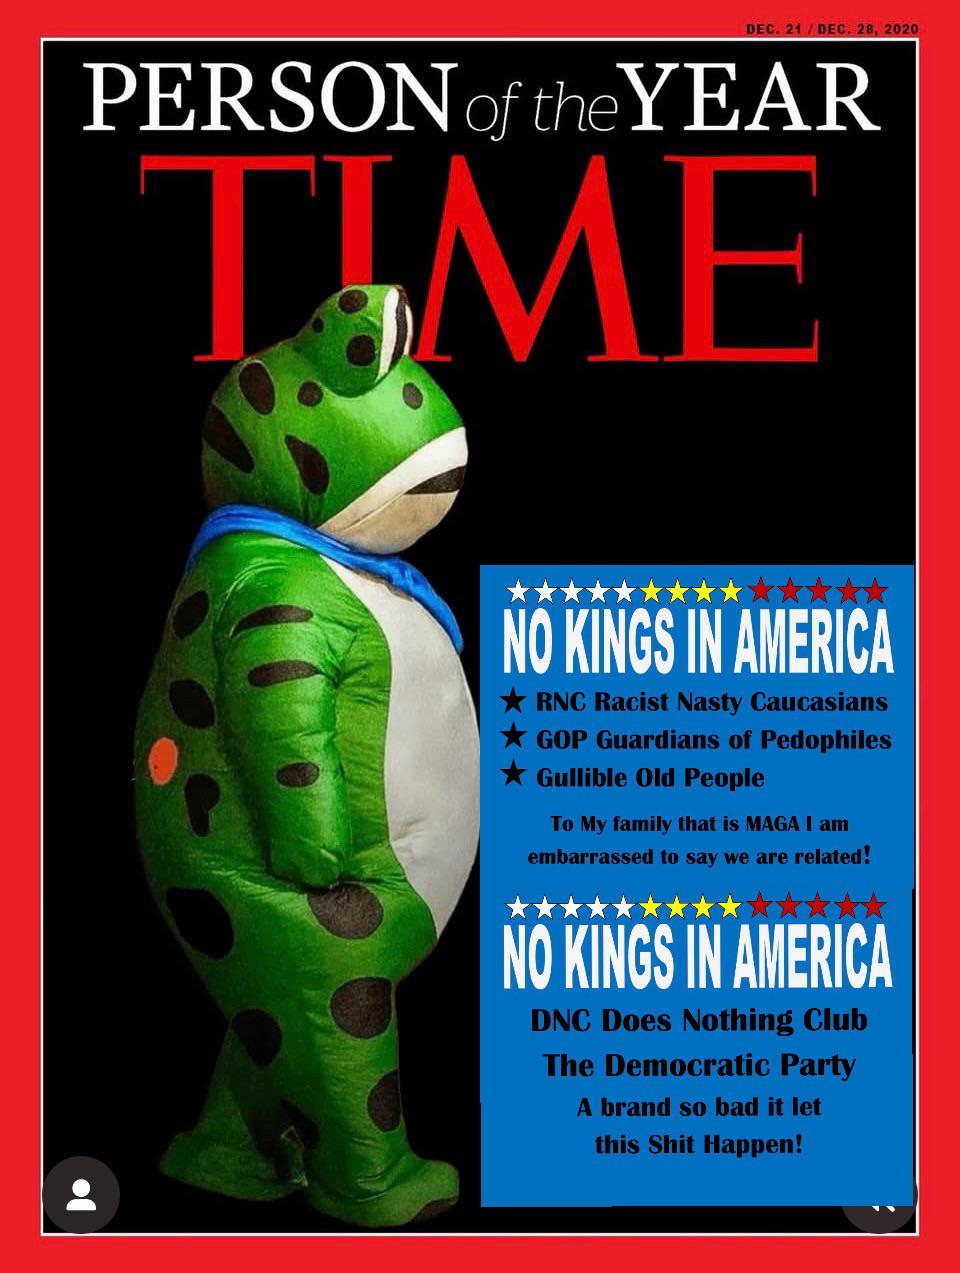 DEC. 21 / DEC. 28, 2020
PERSON of the YEAR
TIME
NO KINGS IN AMERICA
RNC Racist Nasty Caucasians
GOP Guardians of Pedophiles
Gullible Old People
To My family that is MAGA I am
embarrassed to say we are related!
NO KINGS IN AMERICA
DNC Does Nothing Club
The Democratic Party
A brand so bad it let
this Shit Happen!